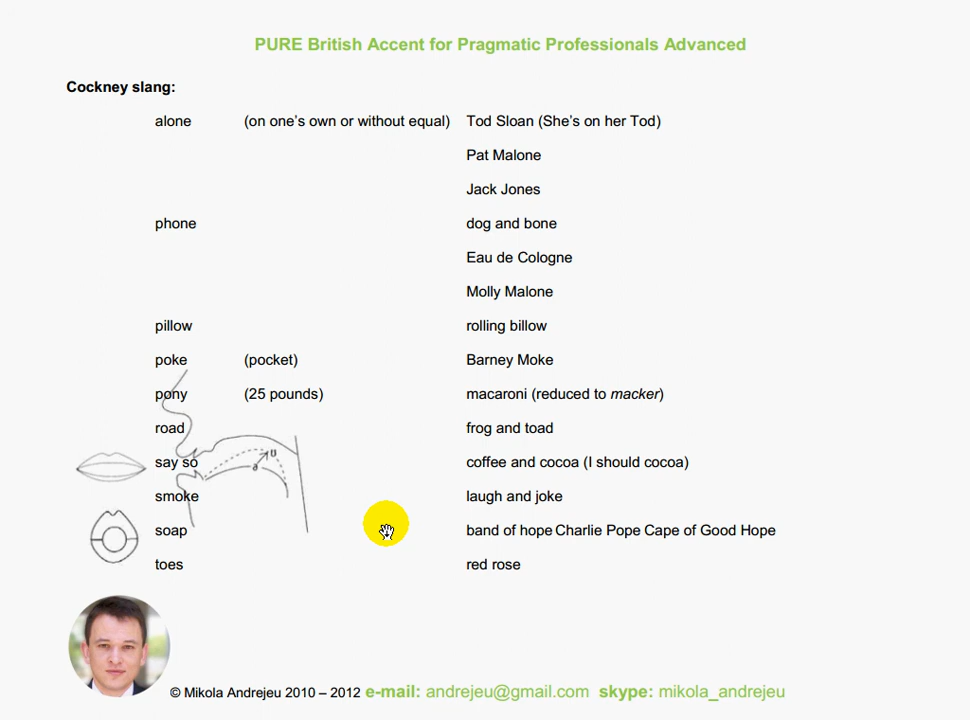 PURE British Accent for Pragmatic Professionals Advanced
Cockney slang:
alone (on one’s own or without equal) Tod Sloan (She’s on her Tod)
Pat Malone
Jack Jones
phone dog and bone
Eau de Cologne
Molly Malone
pillow rolling billow
poke (pocket) Barney Moke
pony (25 pounds) macaroni (reduced to macker)
road frog and toad
say so coffee and cocoa (I should cocoa)
smoke laugh and joke
soap band of hope Charlie Pope Cape of Good Hope
toes red rose
ʊ
ə
© Mikola Andrejeu 2010 – 2012 e-mail: andrejeu@gmail.com skype: mikola_andrejeu